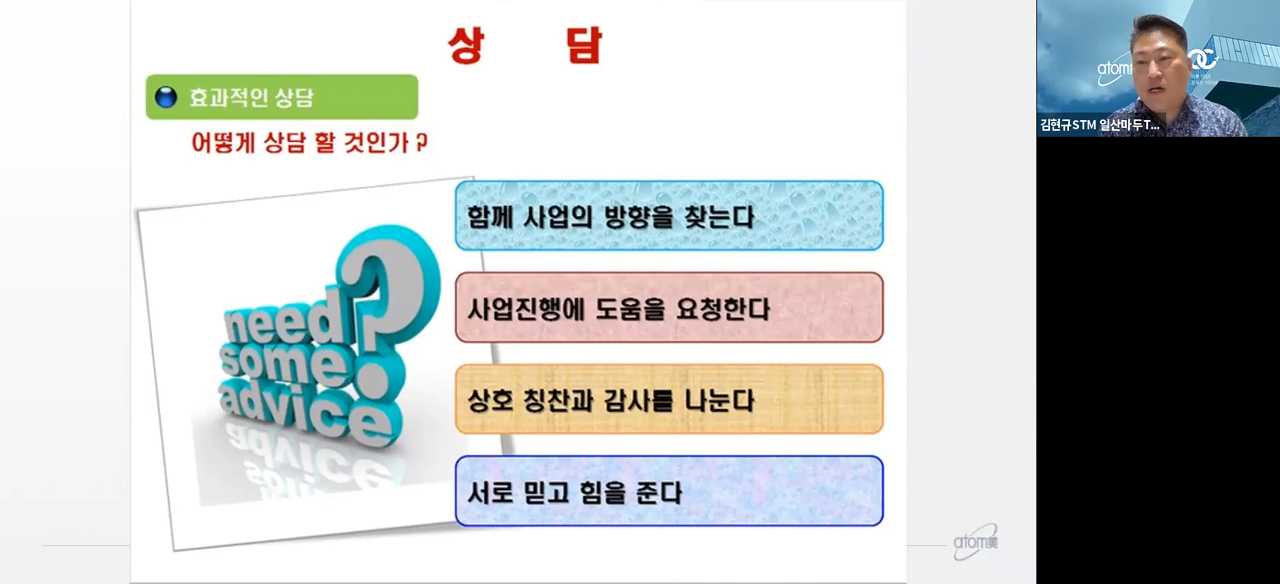 상 담
효과적인 상담
어떻게 상담 할 것인가 ?
need
some
advice
?
함께 사업의 방향을 찾는다
사업진행에 도움을 요청한다
상호 칭찬과 감사를 나눈다
서로 믿고 힘을 준다
atom美
atom
김현규STM 일산마두T...